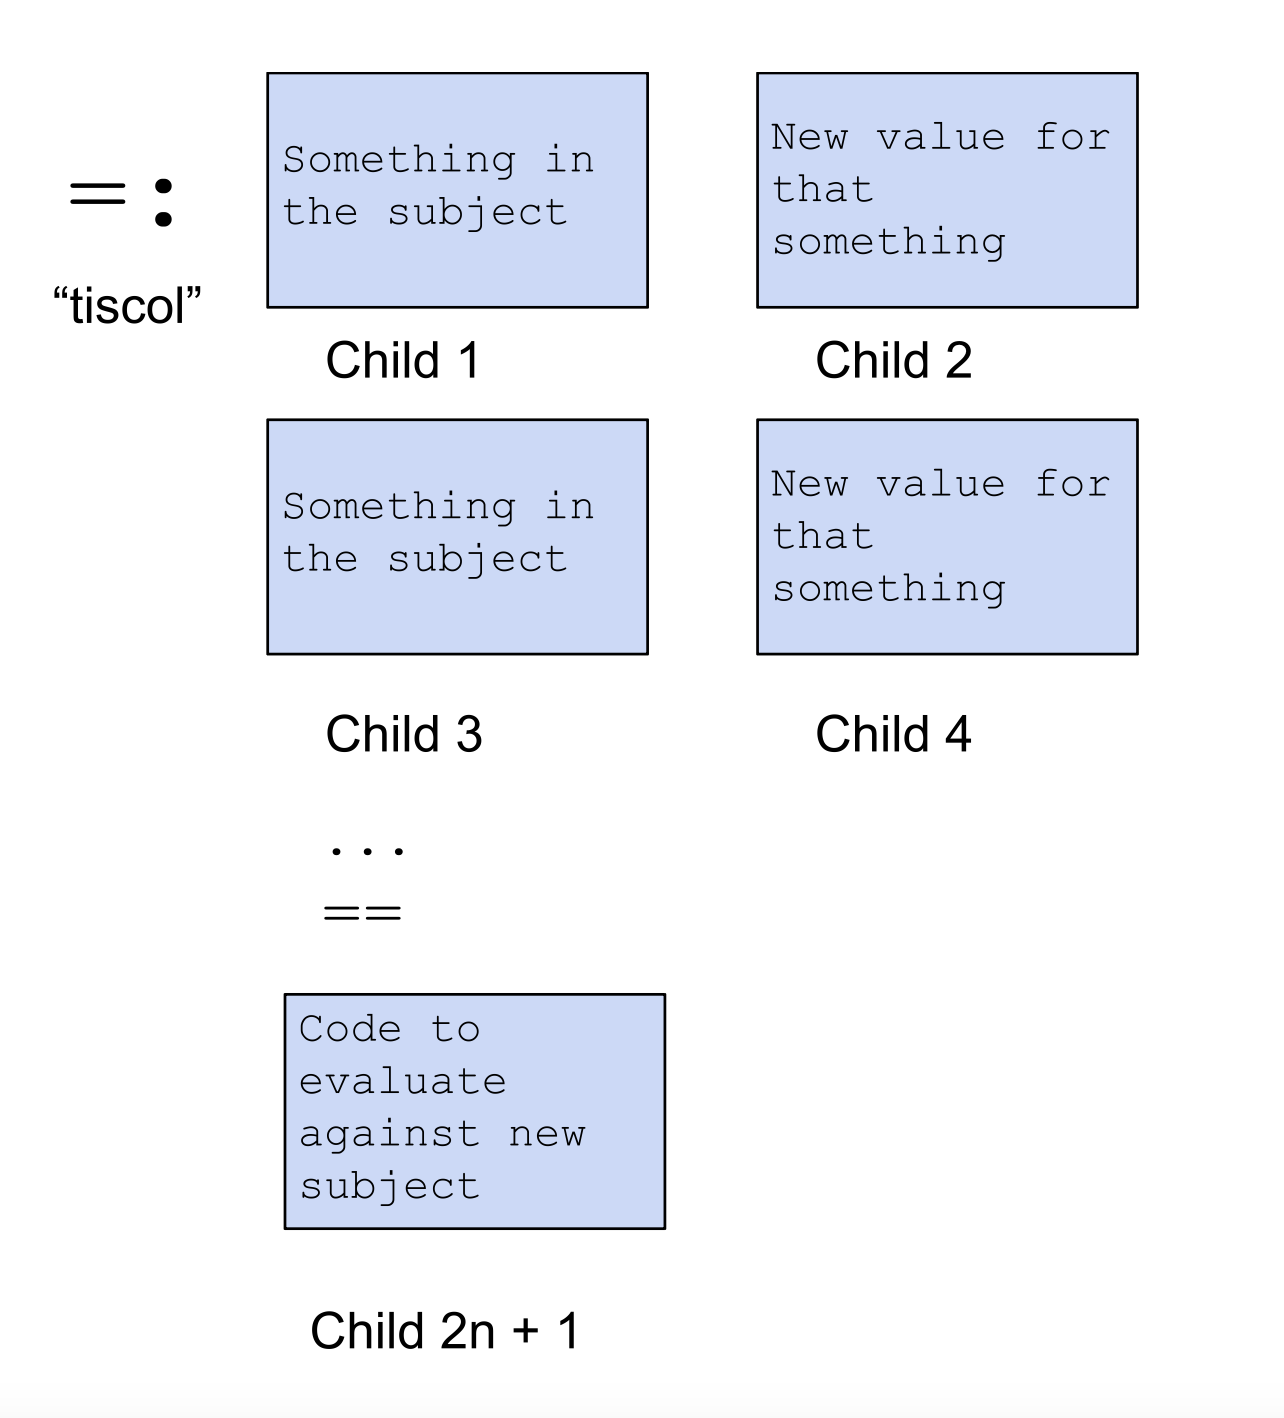 =:
“tiscol”
Something in
the subject
Child 1
New value for
that
something
Child 2
Something in
the subject
Child 3
New value for
that
something
Child 4
...
==
Code to
evaluate
against new
subject
Child 2n + 1